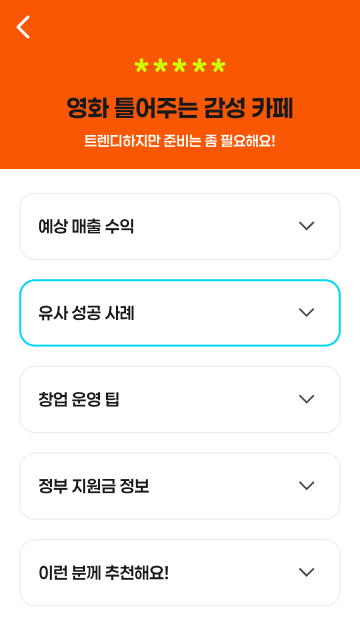 *****
영화 틀어주는 감성 카페
트렌디하지만 준비는 좀 필요해요!
예상 매출 수익
유사 성공 사례
창업 운영 팁
정부 지원금 정보
이런 분께 추천해요!